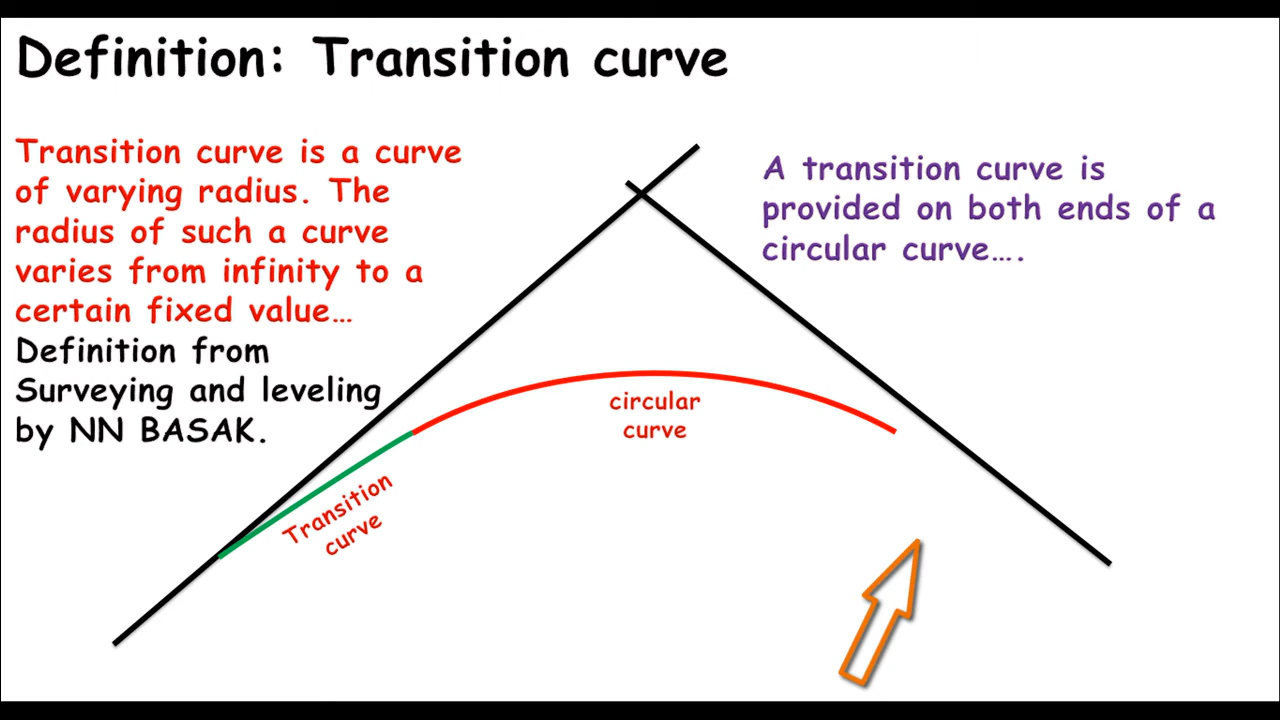 Definition: Transition curve
Transition curve is a curve
of varying radius. The
radius of such a curve
varies from infinity to a
certain fixed value…
Definition from
Surveying and leveling
by NN BASAK.
A transition curve is
provided on both ends of a
circular curve….
circular
curve
Transition
curve